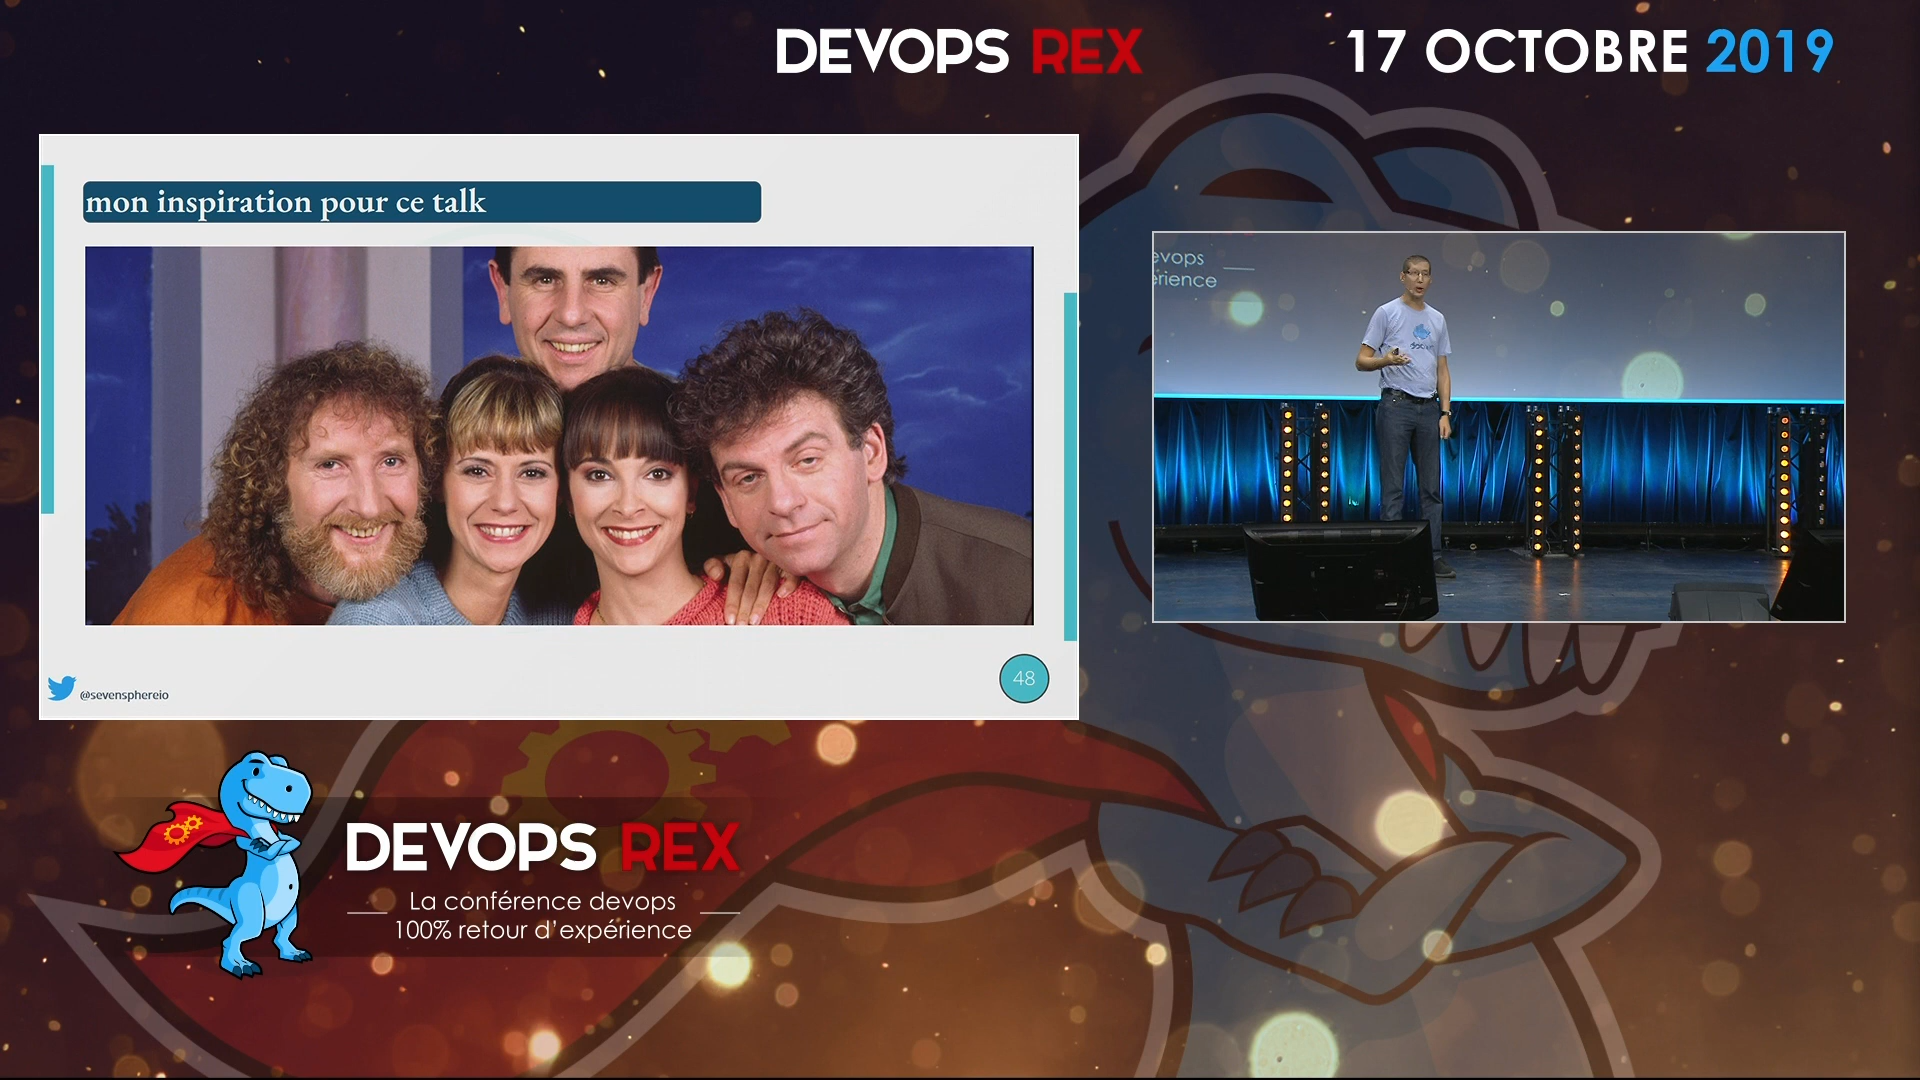 DEVOPS REX
17 OCTOBRE 2019
mon inspiration pour ce talk
@sevensphereio
48
evops
érience
DEVOPS REX
La conférence devops
100% retour d'expérience